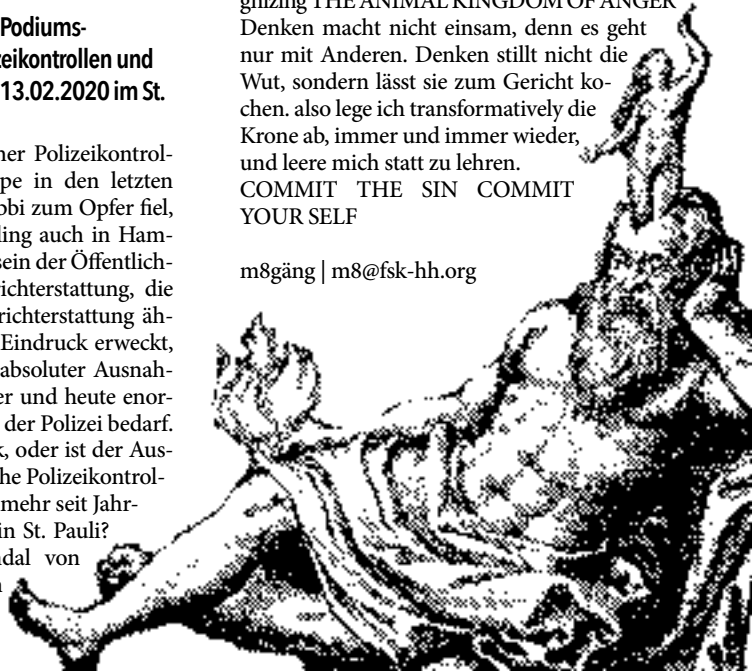 Podiums-
zeikontrollen und
13.02.2020 im St.
ner Polizeikontrol-
pe in den letzten
bbi zum Opfer fiel,
ling auch in Ham-
sein der Öffentlich-
richterstattung, die
richterstattung äh-
Eindruck erweckt,
absoluter Ausnah-
er und heute enor-
der Polizei bedarf.
k, oder ist der Aus-
che Polizeikontrol-
mehr seit Jahr-
in St. Pauli?
ndal von
gnizing THE ANIMAL KINGDOM OF ANGER
Denken macht nicht einsam, denn es geht
nur mit Anderen. Denken stillt nicht die
Wut, sondern lässt sie zum Gericht ko-
chen. also lege ich transformatively die
Krone ab, immer und immer wieder,
und leere mich statt zu lehren.
COMMIT THE SIN COMMIT
YOUR SELF
m8gäng | m8@fsk-hh.org